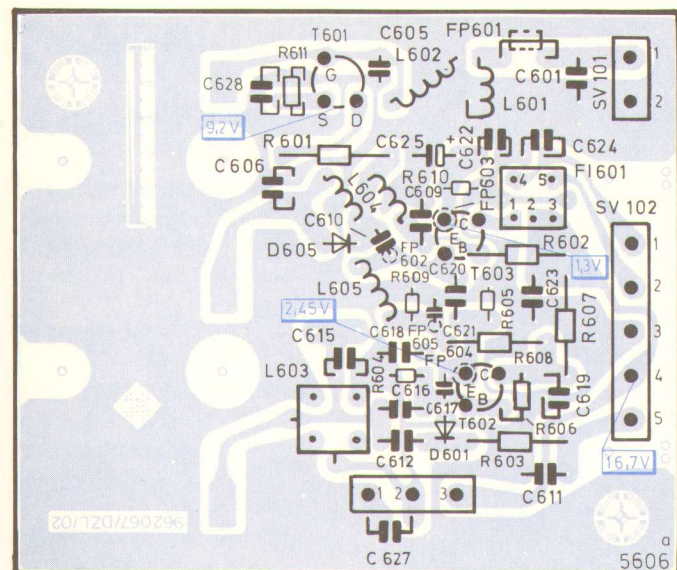 T601 C605 FP601
R611 L602
C628 G C601 SV 101 1
S D L601 2
9,2V
R601 C625 + C622 C624
C606 R610 FP603 FI601
L604 C609 4 5
C610 1 2 3 SV 102
D605 FP 602 C E B R602 1
C620 T603 1,3V
L605 R609 C623 2
2,45V R605 R607
C615 C618 FP 605 C621 3
L603 R604 FP 604 R608
C616 C E B C619 4
C617 T602 R606
C612 D601 R603 5
16,7V
C611
1 2 3
962067/DZL/02
C 627 a
5606